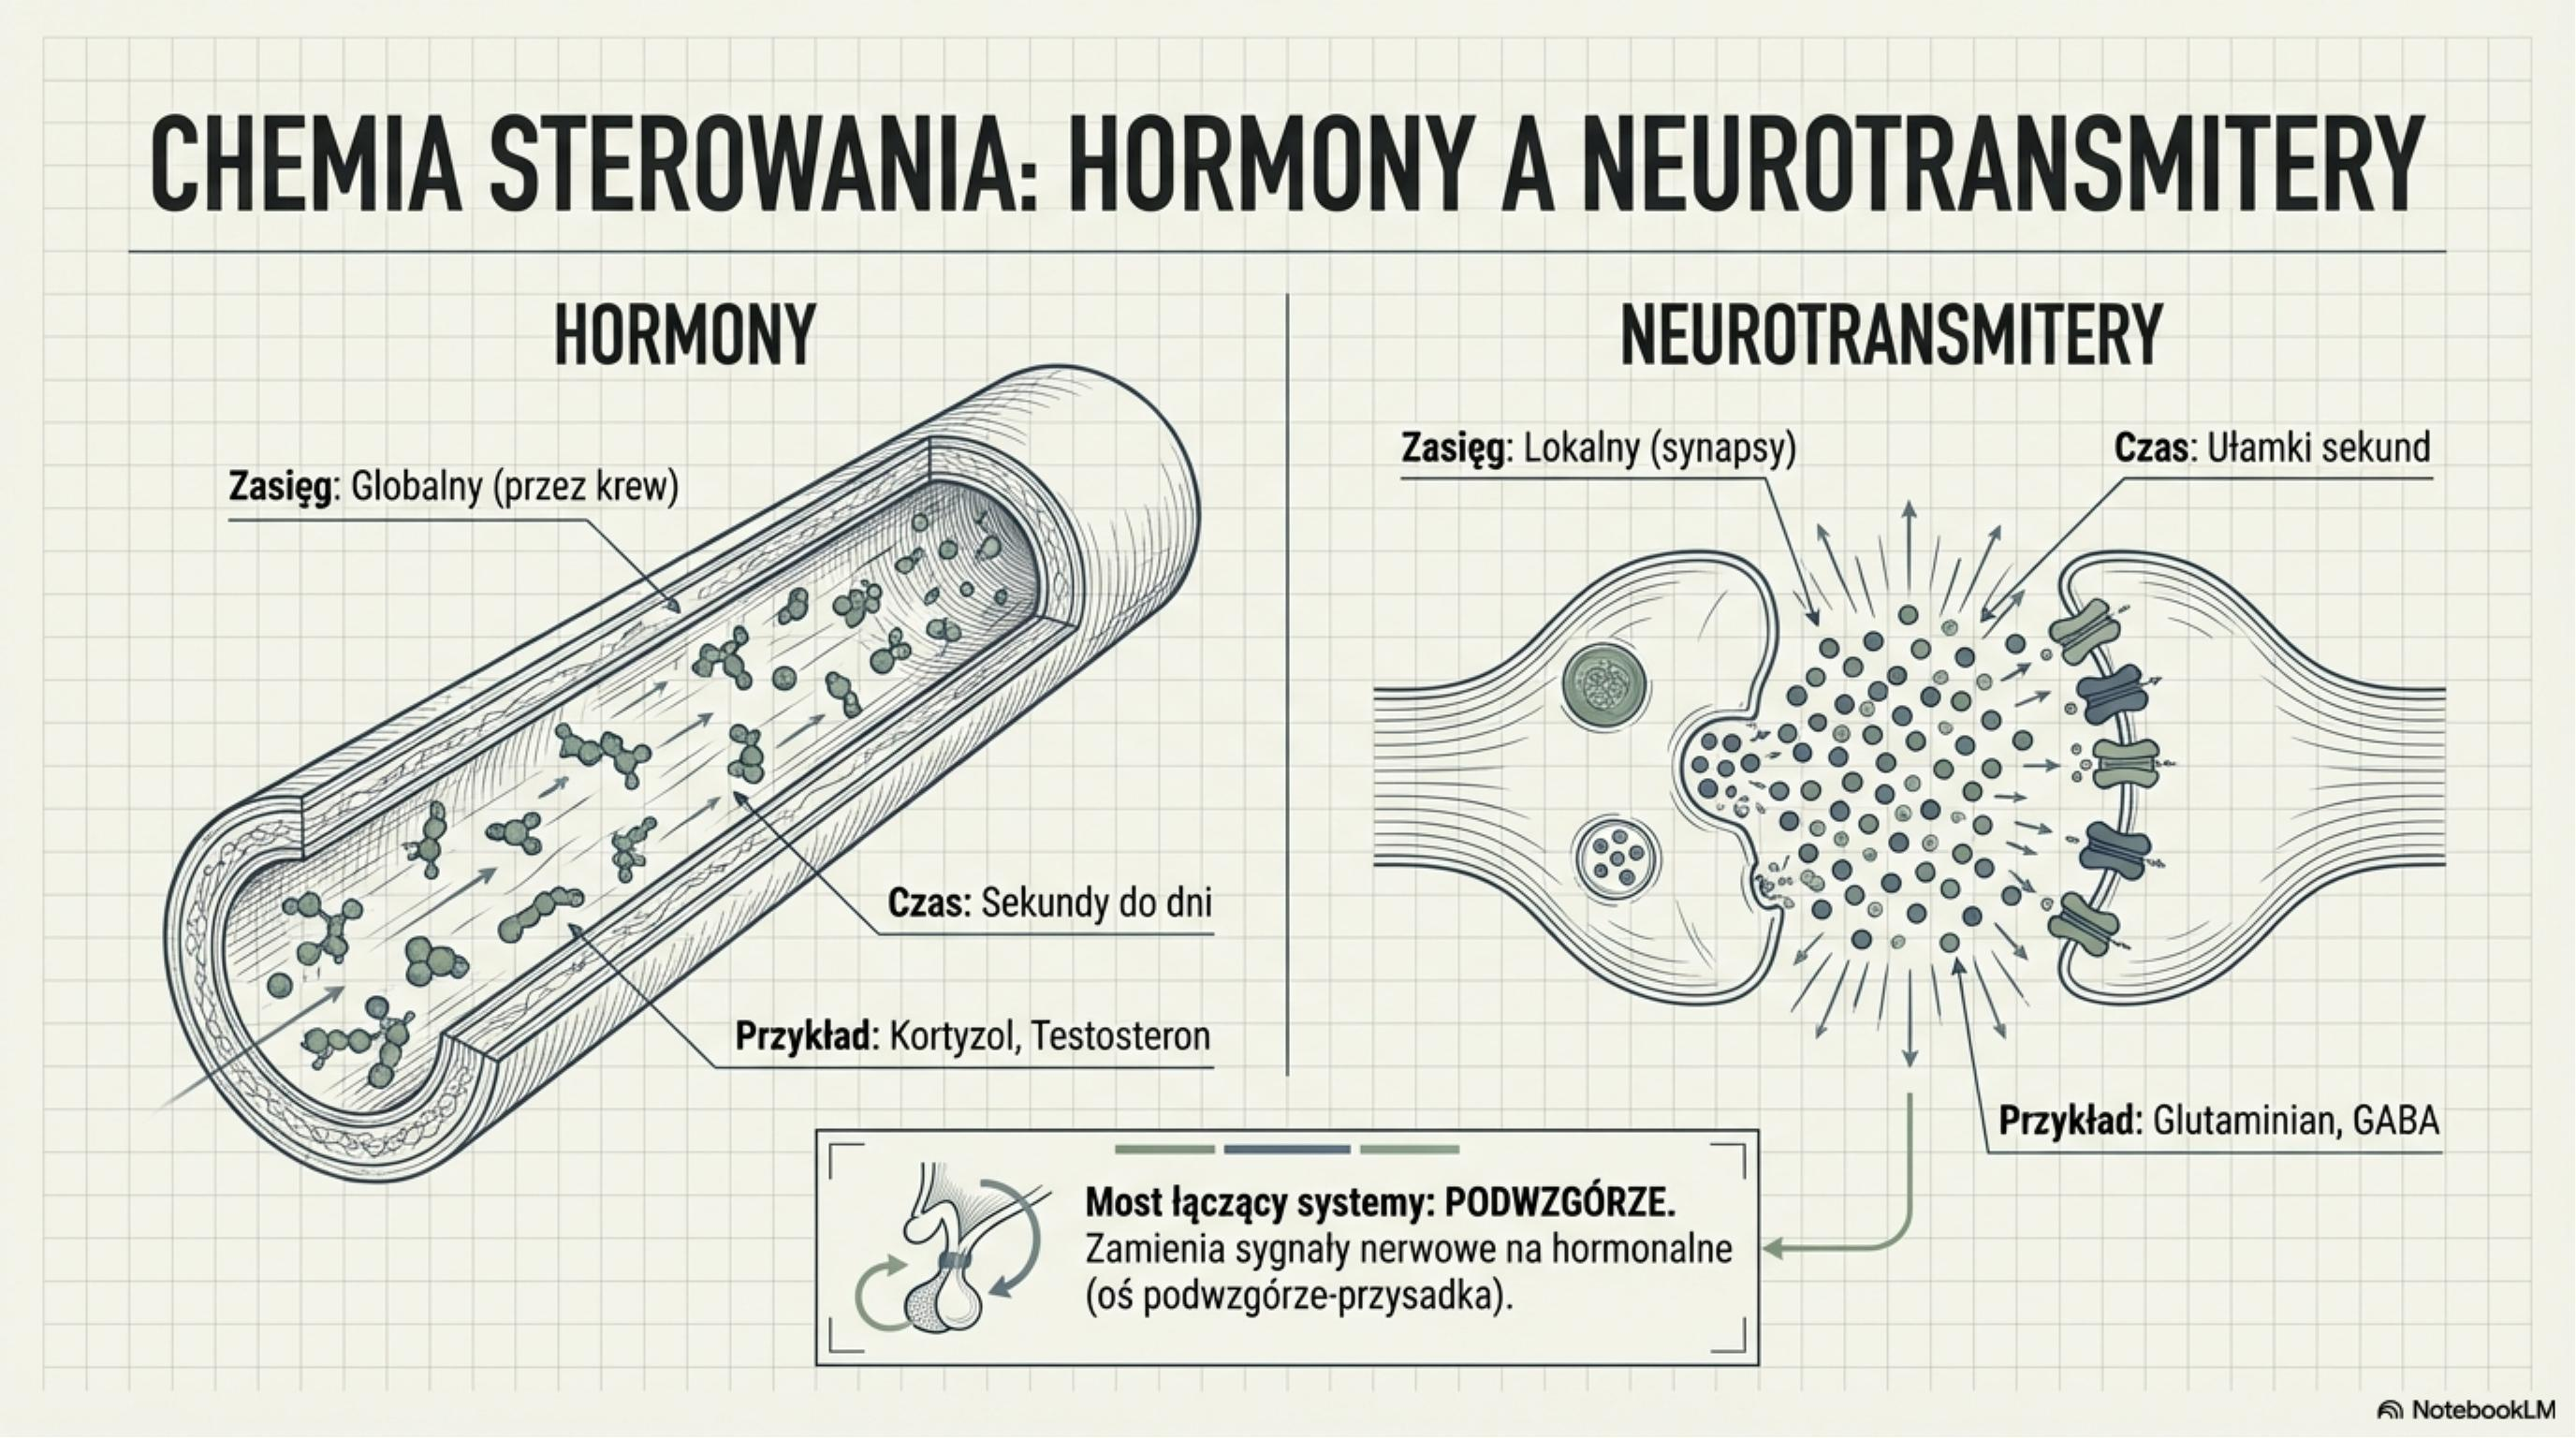 CHEMIA STEROWANIA: HORMONY A NEUROTRANSMITERY
HORMONY
Zasięg: Globalny (przez krew)
Czas: Sekundy do dni
Przykład: Kortyzol, Testosteron
NEUROTRANSMITERY
Zasięg: Lokalny (synapsy)
Czas: Ułamki sekund
Przykład: Glutaminian, GABA
Most łączący systemy: PODWZGÓRZE.
Zamienia sygnały nerwowe na hormonalne
(oś podwzgórze-przysadka).
NotebookLM